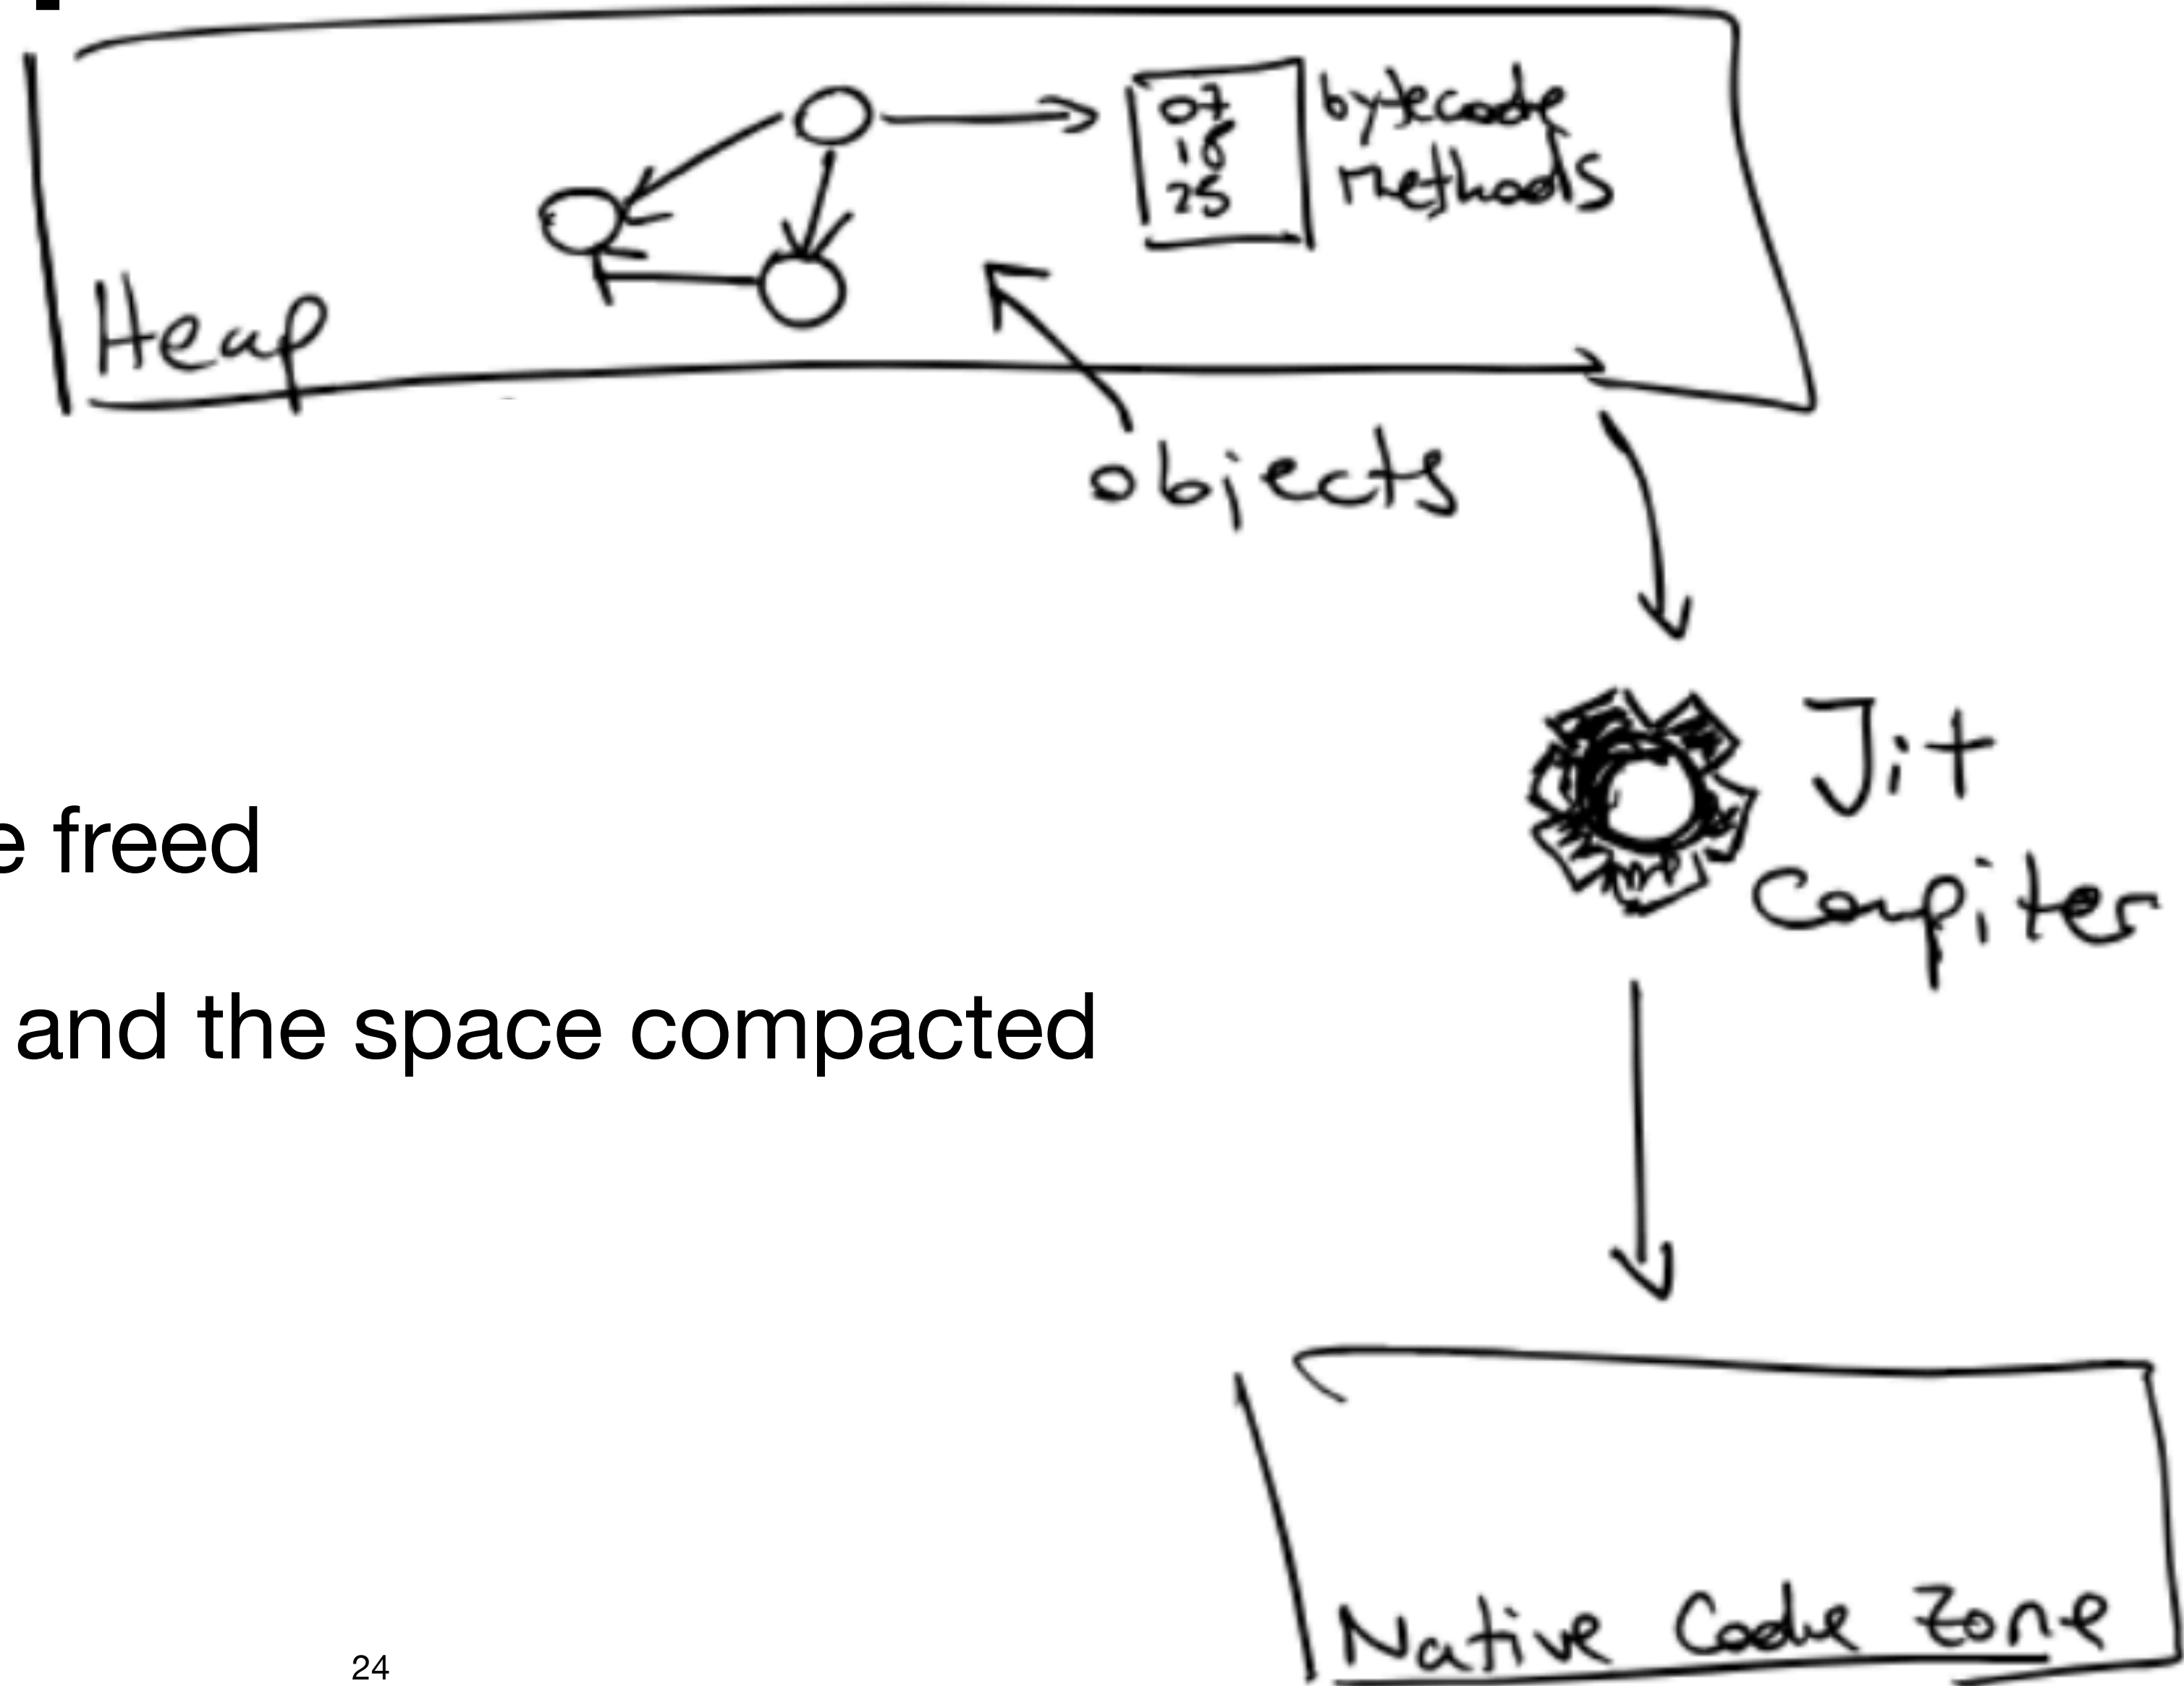 07
18
25
bytecode
methods
Heap
objects
Jit
Compiler
e freed
and the space compacted
Native Code Zone
24